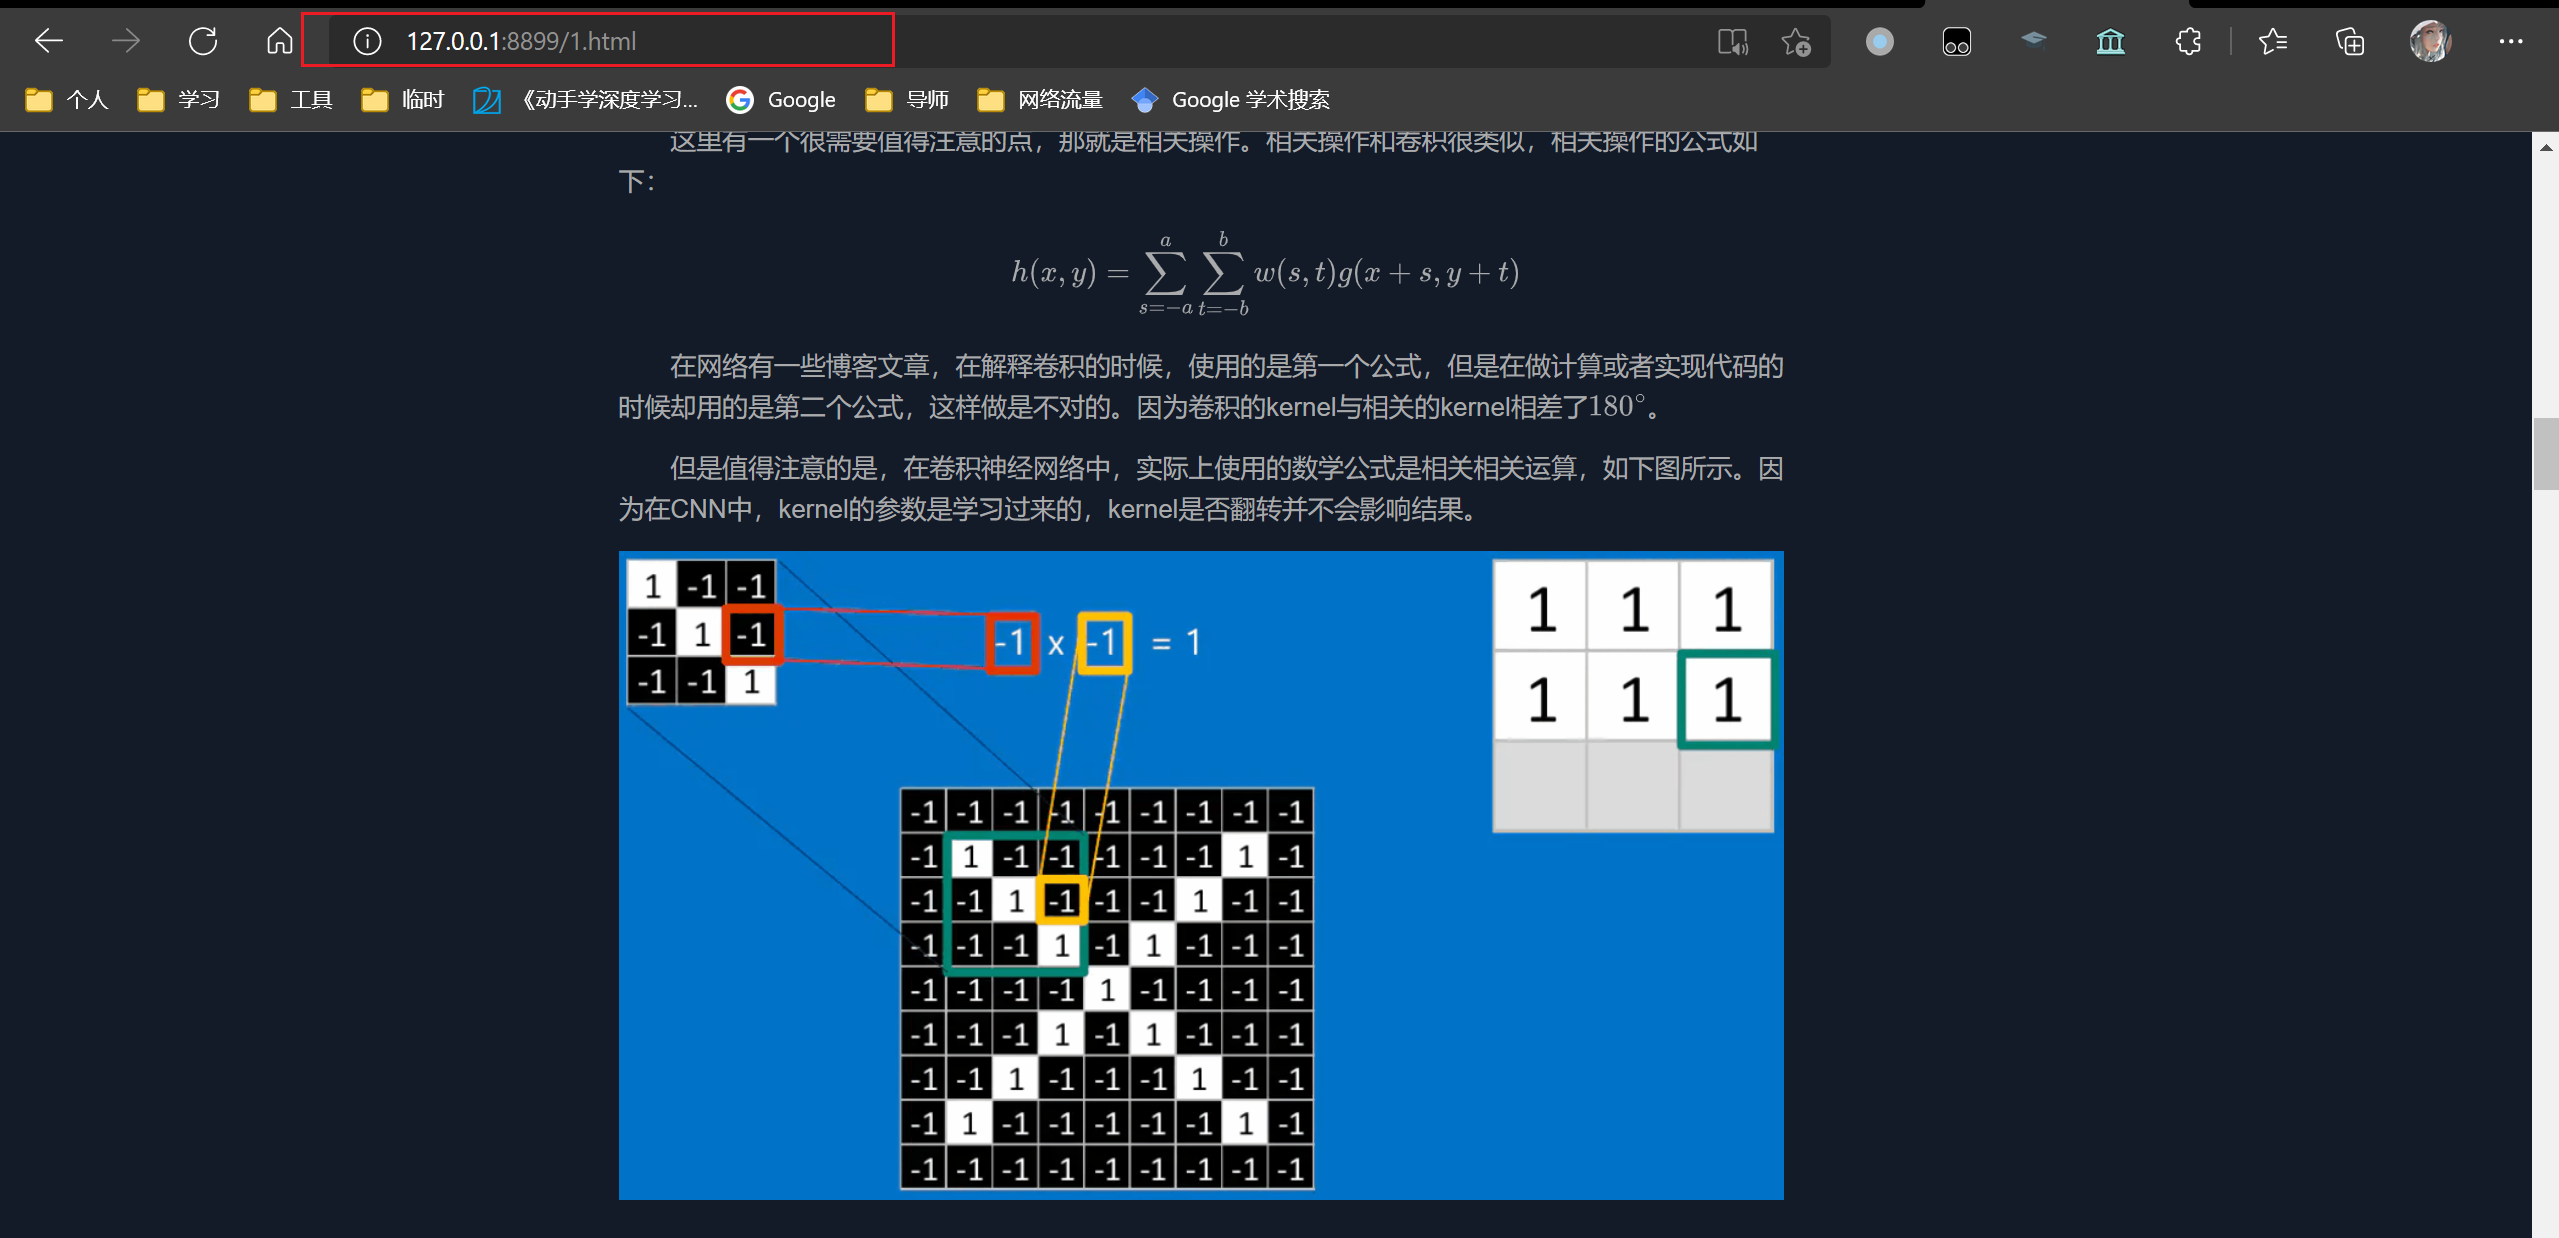 127.0.0.1:8899/1.html
个人 学习 工具 临时 《动手学深度学习... Google 导师 网络流量 Google 学术搜索
这里有一个很需要值得注意的点，那就是相关操作。相关操作和卷积很类似，相关操作的公式如
下：
h(x, y) = ∑_{s=−a}^{a} ∑_{t=−b}^{b} w(s, t)g(x + s, y + t)
在网络有一些博客文章，在解释卷积的时候，使用的是第一个公式，但是在做计算或者实现代码的
时候却用的是第二个公式，这样做是不对的。因为卷积的kernel与相关的kernel相差了180°。
但是值得注意的是，在卷积神经网络中，实际上使用的数学公式是相关相关运算，如下图所示。因
为在CNN中，kernel的参数是学习过来的，kernel是否翻转并不会影响结果。
1 -1 -1
-1 1 -1
-1 -1 1
-1 x -1 = 1
1 1 1
1 1 1
-1 -1 -1 -1 -1 -1 -1 -1 -1
-1 1 -1 -1 -1 -1 -1 1 -1
-1 -1 1 -1 -1 -1 1 -1 -1
-1 -1 -1 1 -1 1 -1 -1 -1
-1 -1 -1 -1 1 -1 -1 -1 -1
-1 -1 -1 1 -1 1 -1 -1 -1
-1 -1 1 -1 -1 -1 1 -1 -1
-1 1 -1 -1 -1 -1 -1 1 -1
-1 -1 -1 -1 -1 -1 -1 -1 -1